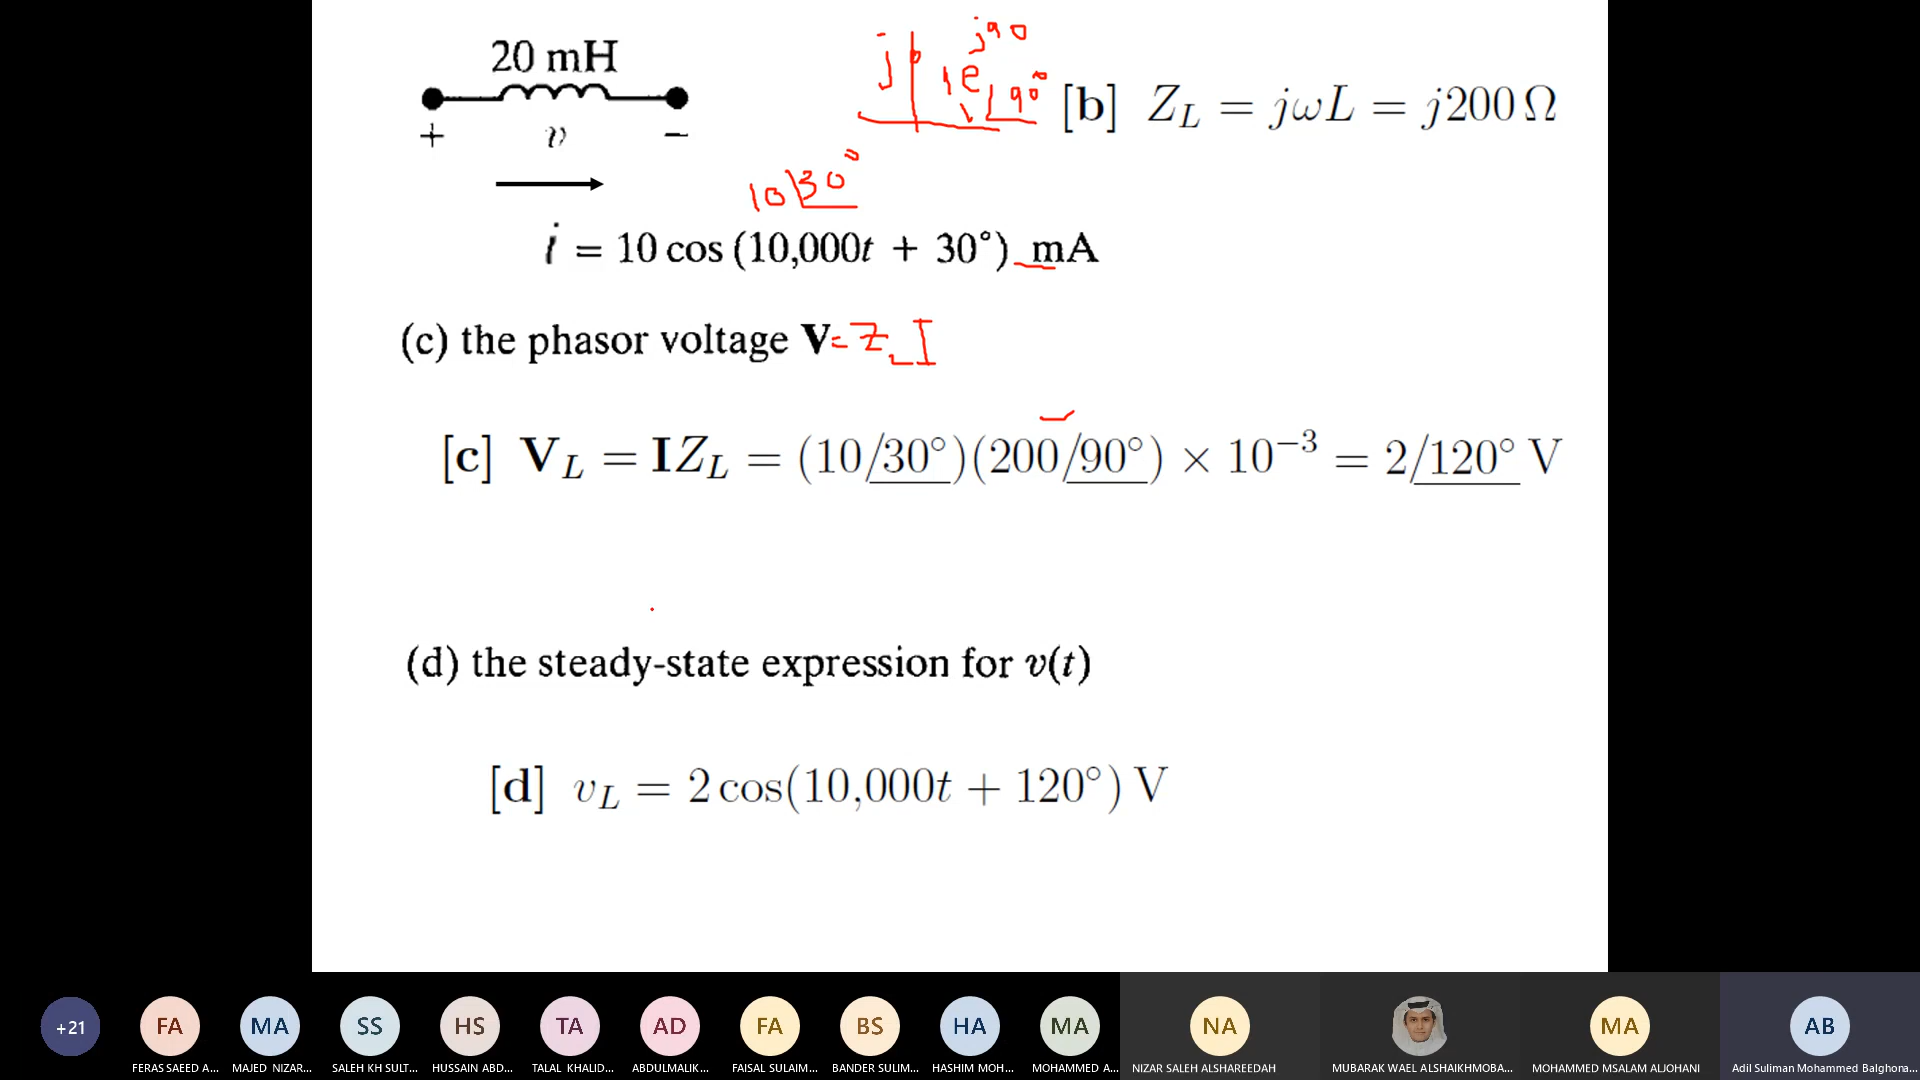 20 mH
+ v −
j
1e^{j90}
∠90°
[b] Z_L = jωL = j200 Ω
10∠30°
i = 10 cos (10,000t + 30°) mA
(c) the phasor voltage V = Z_L I
[c] V_L = IZ_L = (10/30°)(200/90°) × 10⁻³ = 2/120° V
(d) the steady-state expression for v(t)
[d] v_L = 2 cos(10,000t + 120°) V
+21
FA
MA
SS
HS
TA
AD
FA
BS
HA
MA
NA
MA
AB
FERAS SAEED A...
MAJED NIZAR...
SALEH KH SULT...
HUSSAIN ABD...
TALAL KHALID...
ABDULMALIK...
FAISAL SULAIM...
BANDER SULIM...
HASHIM MOH...
MOHAMMED A...
NIZAR SALEH ALSHAREEDAH
MUBARAK WAEL ALSHAIKHMOBA...
MOHAMMED MSALAM ALJOHANI
Adil Suliman Mohammed Balghona...